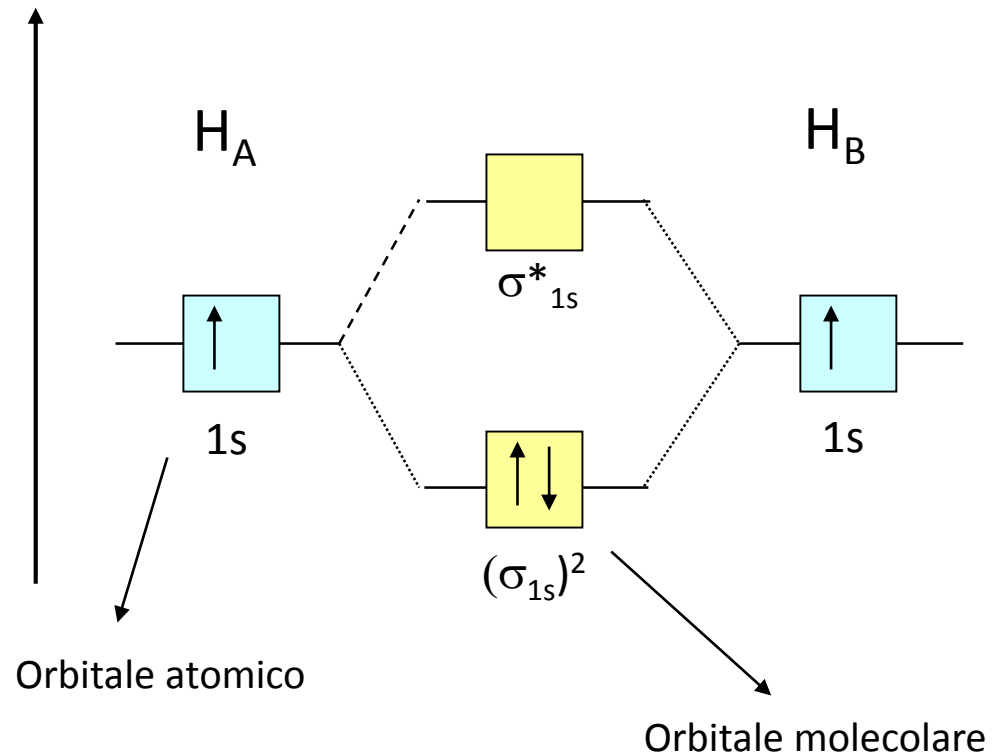 H_A
H_B
σ*_1s
1s
1s
(σ_1s)²
Orbitale atomico
Orbitale molecolare